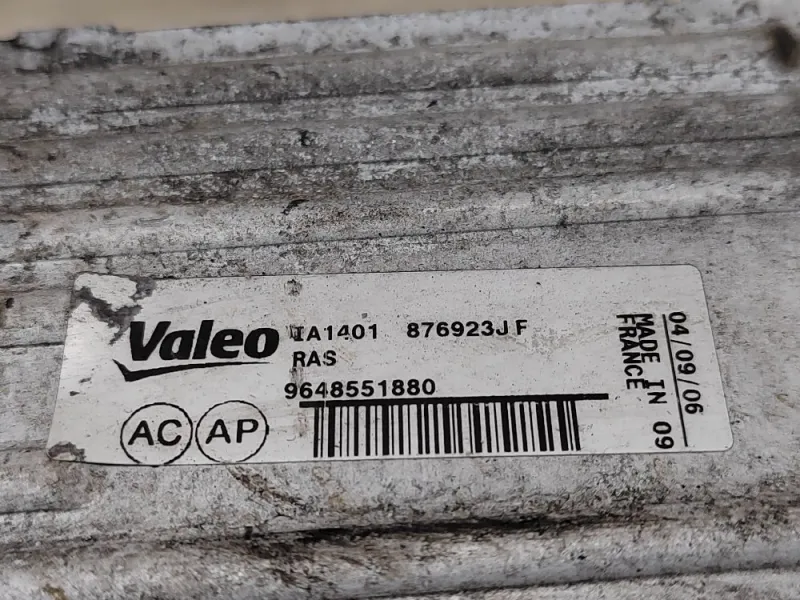 Valeo
IA1401 876923J F
RAS
9648551880
AC AP
MADE IN 09
FRANCE
04/09/06